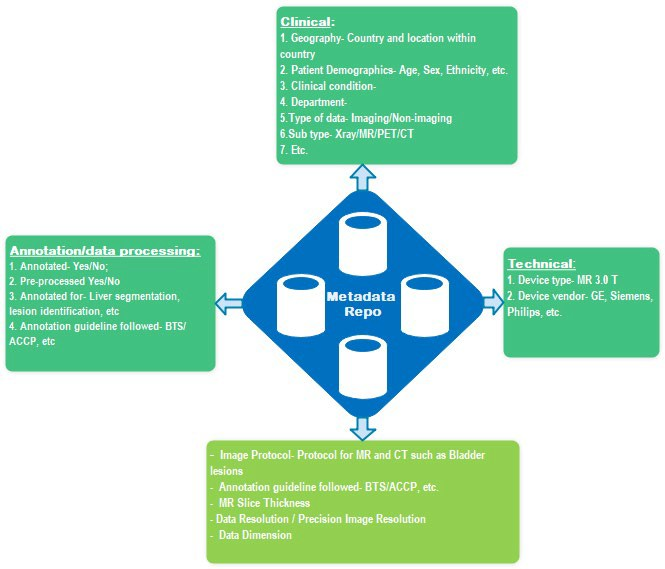 Clinical:
1. Geography- Country and location within
country
2. Patient Demographics- Age, Sex, Ethnicity, etc.
3. Clinical condition-
4. Department-
5.Type of data- Imaging/Non-imaging
6.Sub type- Xray/MR/PET/CT
7. Etc.
Annotation/data processing:
1. Annotated- Yes/No;
2. Pre-processed Yes/No
3. Annotated for- Liver segmentation,
lesion identification, etc
4. Annotation guideline followed- BTS/
ACCP, etc
Metadata
Repo
Technical:
1. Device type- MR 3.0 T
2. Device vendor- GE, Siemens,
Philips, etc.
- Image Protocol- Protocol for MR and CT such as Bladder
lesions
- Annotation guideline followed- BTS/ACCP, etc.
- MR Slice Thickness
- Data Resolution / Precision Image Resolution
- Data Dimension